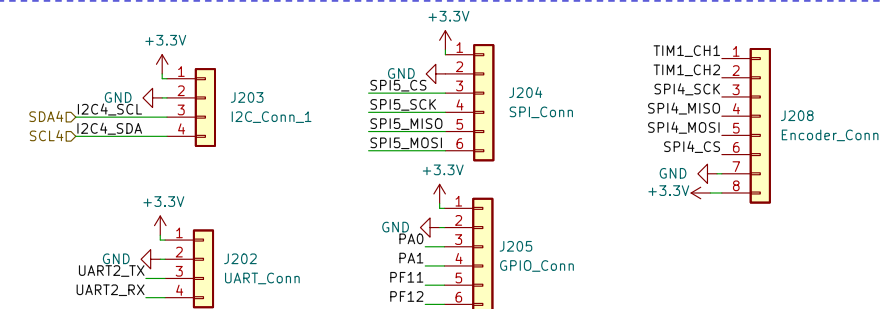 +3.3V
1
GND 2
SDA4 I2C4_SCL 3
SCL4 I2C4_SDA 4
J203
I2C_Conn_1
+3.3V
1
GND 2
SPI5_CS 3
SPI5_SCK 4
SPI5_MISO 5
SPI5_MOSI 6
J204
SPI_Conn
TIM1_CH1 1
TIM1_CH2 2
SPI4_SCK 3
SPI4_MISO 4
SPI4_MOSI 5
SPI4_CS 6
GND 7
+3.3V 8
J208
Encoder_Conn
+3.3V
1
GND 2
UART2_TX 3
UART2_RX 4
J202
UART_Conn
+3.3V
1
GND 2
PA0 3
PA1 4
PF11 5
PF12 6
J205
GPIO_Conn